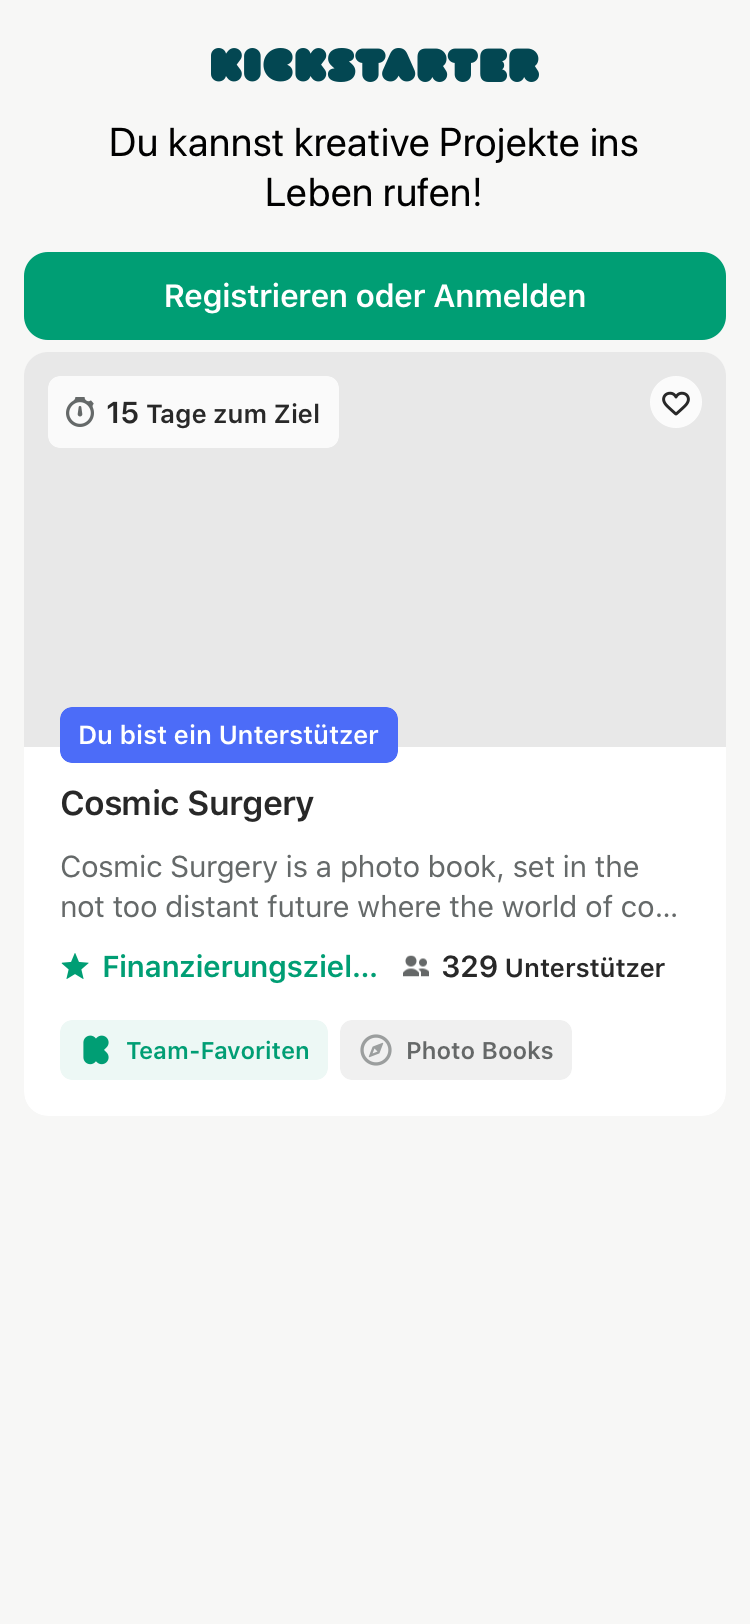 KICKSTARTER
Du kannst kreative Projekte ins
Leben rufen!
Registrieren oder Anmelden
15 Tage zum Ziel
Du bist ein Unterstützer
Cosmic Surgery
Cosmic Surgery is a photo book, set in the
not too distant future where the world of co...
Finanzierungsziel... 329 Unterstützer
Team-Favoriten Photo Books